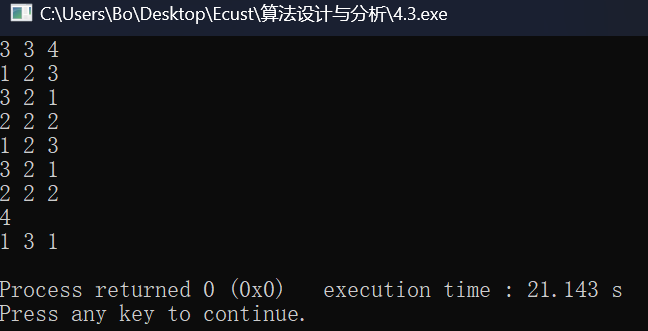 C:\Users\Bo\Desktop\Ecust\算法设计与分析\4.3.exe
3 3 4
1 2 3
3 2 1
2 2 2
1 2 3
3 2 1
2 2 2
4
1 3 1
Process returned 0 (0x0)   execution time : 21.143 s
Press any key to continue.